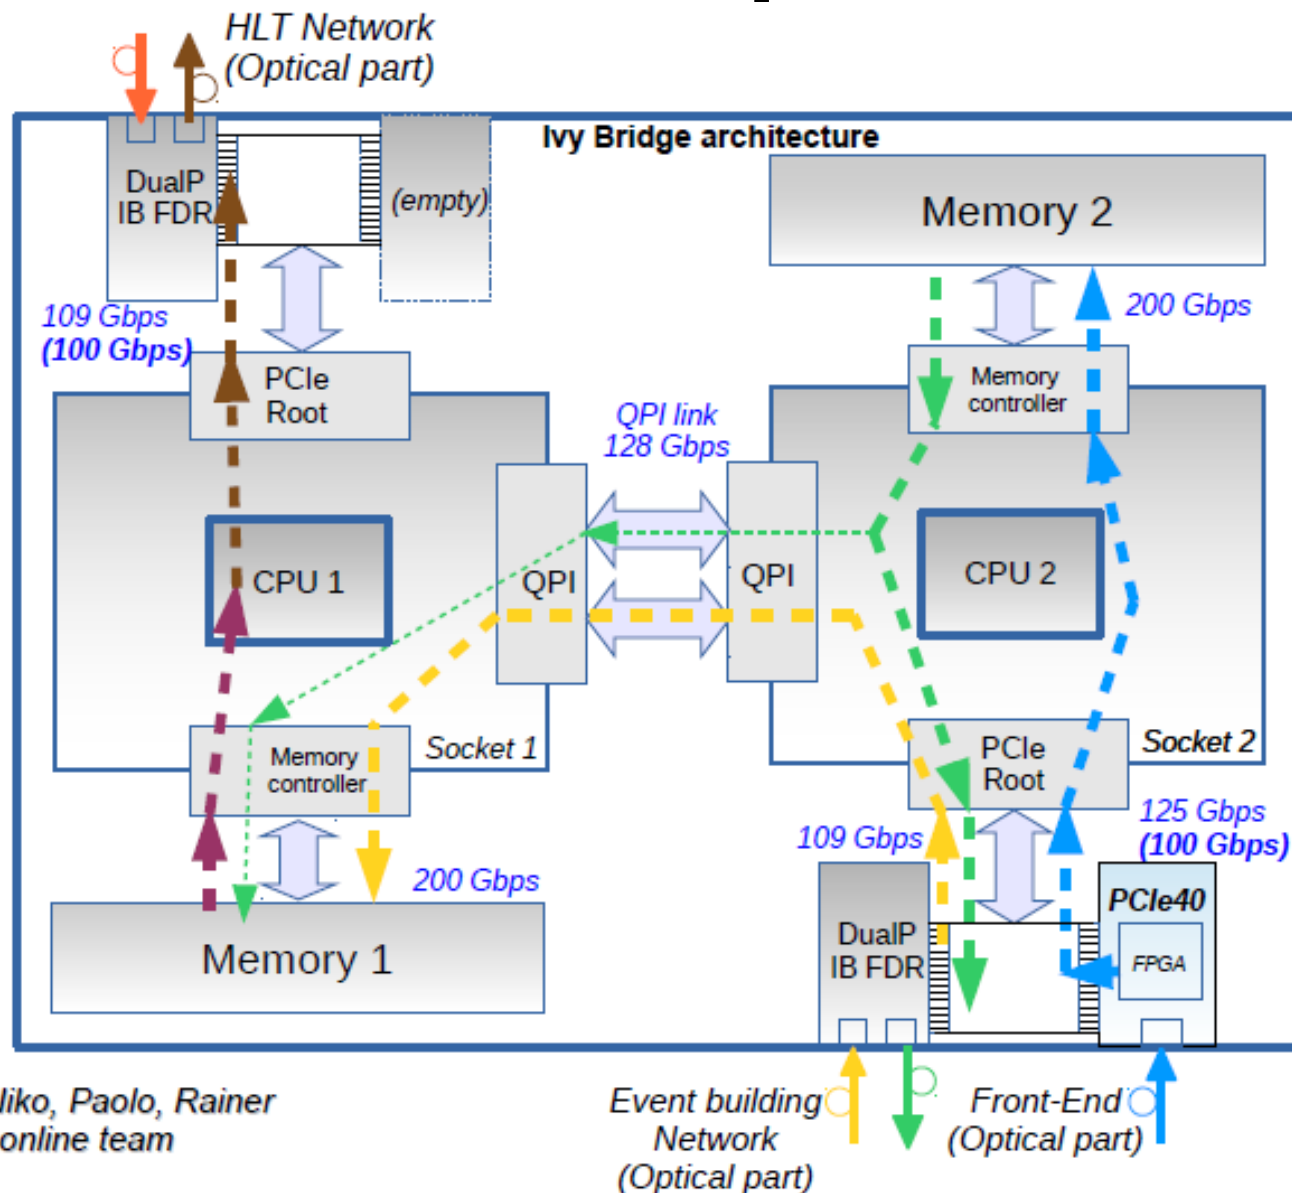 HLT Network
(Optical part)
Ivy Bridge architecture
DualP
IB FDR
(empty)
Memory 2
109 Gbps
(100 Gbps)
200 Gbps
PCIe
Root
Memory
controller
QPI link
128 Gbps
CPU 1
QPI
QPI
CPU 2
Memory
controller
Socket 1
PCIe
Root
Socket 2
109 Gbps
125 Gbps
(100 Gbps)
200 Gbps
Memory 1
DualP
IB FDR
PCIe40
FPGA
liko, Paolo, Rainer
online team
Event building
Network
(Optical part)
Front-End
(Optical part)